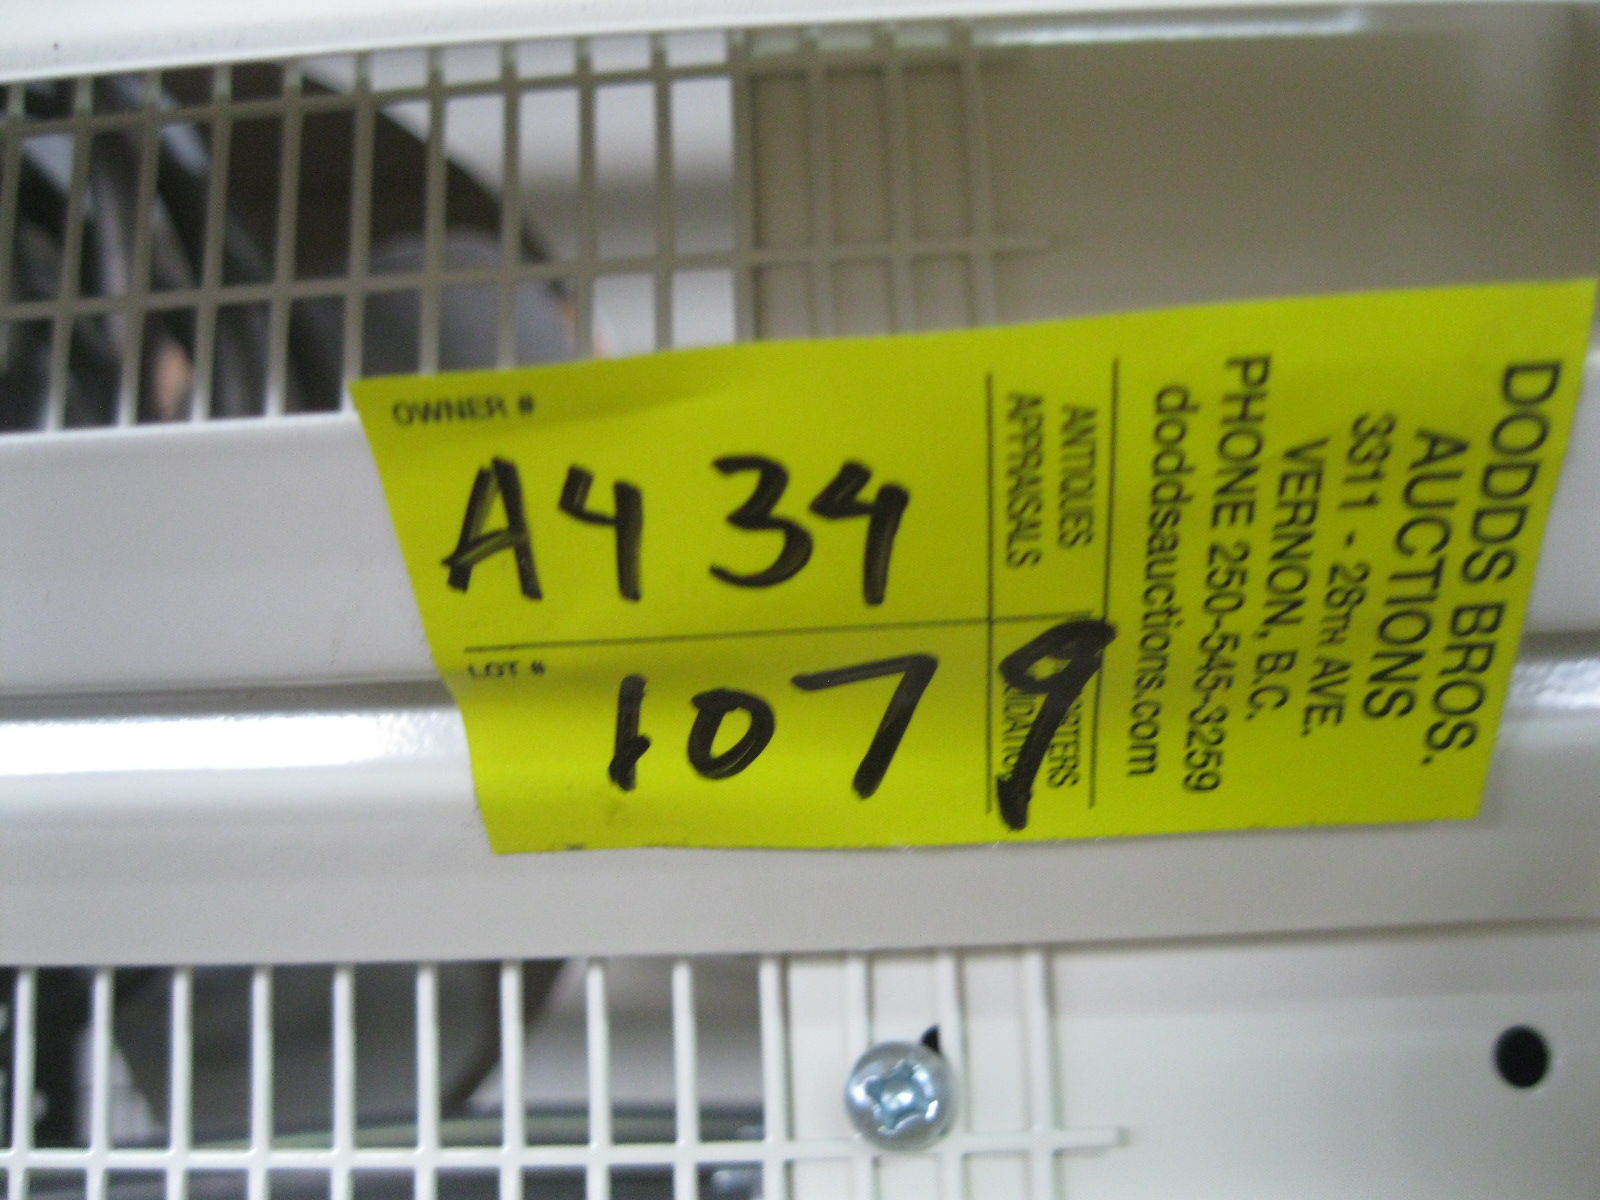 OWNER #
A434
LOT #
1079
ANTIQUES
APPRAISALS
DODDS BROS.
AUCTIONS
3311 - 28TH AVE.
VERNON, B.C.
PHONE 250-545-3259
doddsauctions.com